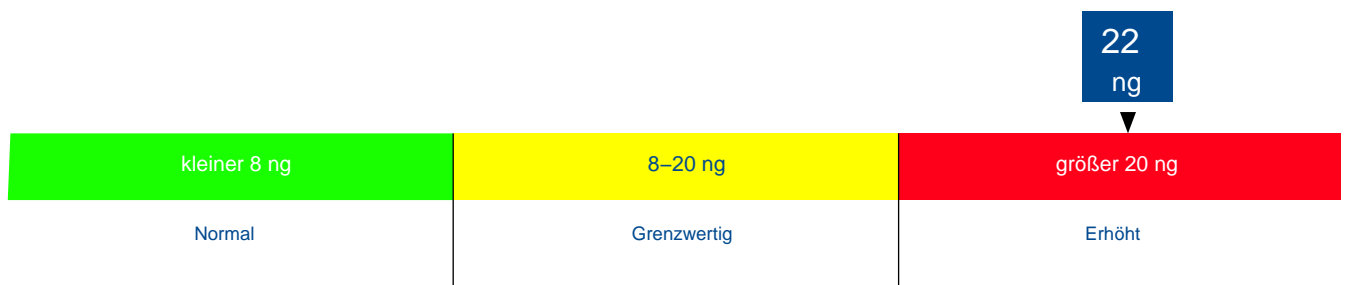 22
ng
kleiner 8 ng 8–20 ng größer 20 ng
Normal Grenzwertig Erhöht